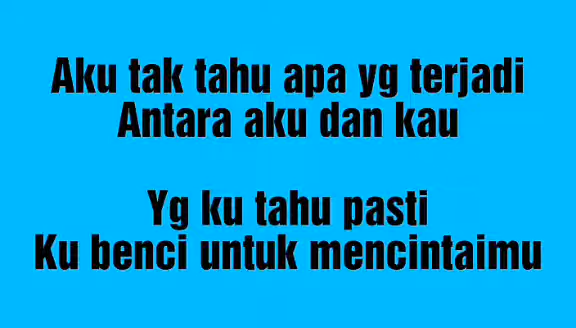 Aku tak tahu apa yg terjadi
Antara aku dan kau
Yg ku tahu pasti
Ku benci untuk mencintaimu